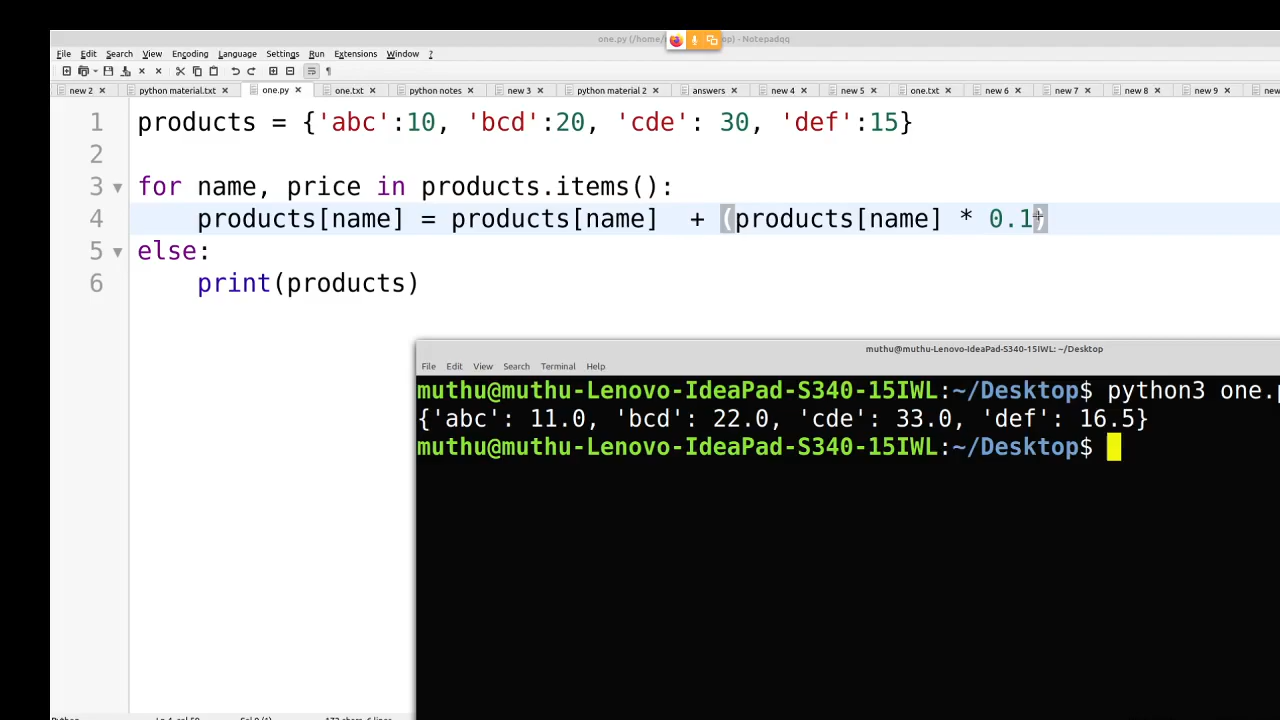 one.py (/home/ op) - Notepadqq
File Edit Search View Encoding Language Settings Run Extensions Window ?
new 2 python material.txt one.py one.txt python notes new 3 python material 2 answers new 4 new 5 one.txt new 6 new 7 new 8 new 9 new
1 products = {'abc':10, 'bcd':20, 'cde': 30, 'def':15}
2
3 for name, price in products.items():
4 products[name] = products[name]  + (products[name] * 0.1)
5 else:
6 print(products)
muthu@muthu-Lenovo-IdeaPad-S340-15IWL: ~/Desktop
File Edit View Search Terminal Help
muthu@muthu-Lenovo-IdeaPad-S340-15IWL:~/Desktop$ python3 one.p
{'abc': 11.0, 'bcd': 22.0, 'cde': 33.0, 'def': 16.5}
muthu@muthu-Lenovo-IdeaPad-S340-15IWL:~/Desktop$